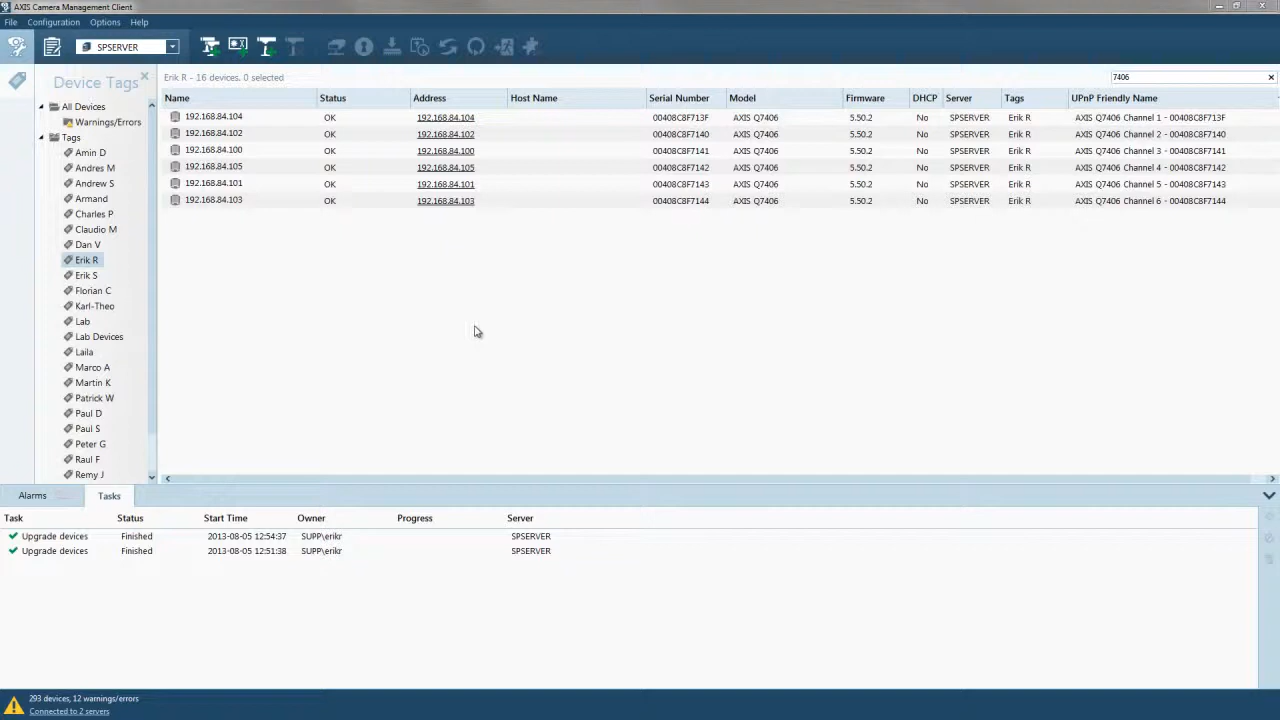 AXIS Camera Management Client
File Configuration Options Help
SPSERVER
Device Tags
Erik R - 16 devices, 0 selected
7406
Name Status Address Host Name Serial Number Model Firmware DHCP Server Tags UPnP Friendly Name
192.168.84.104 OK 192.168.84.104 00408C8F713F AXIS Q7406 5.50.2 No SPSERVER Erik R AXIS Q7406 Channel 1 - 00408C8F713F
192.168.84.102 OK 192.168.84.102 00408C8F7140 AXIS Q7406 5.50.2 No SPSERVER Erik R AXIS Q7406 Channel 2 - 00408C8F7140
192.168.84.100 OK 192.168.84.100 00408C8F7141 AXIS Q7406 5.50.2 No SPSERVER Erik R AXIS Q7406 Channel 3 - 00408C8F7141
192.168.84.105 OK 192.168.84.105 00408C8F7142 AXIS Q7406 5.50.2 No SPSERVER Erik R AXIS Q7406 Channel 4 - 00408C8F7142
192.168.84.101 OK 192.168.84.101 00408C8F7143 AXIS Q7406 5.50.2 No SPSERVER Erik R AXIS Q7406 Channel 5 - 00408C8F7143
192.168.84.103 OK 192.168.84.103 00408C8F7144 AXIS Q7406 5.50.2 No SPSERVER Erik R AXIS Q7406 Channel 6 - 00408C8F7144
All Devices
Warnings/Errors
Tags
Amin D
Andres M
Andrew S
Armand
Charles P
Claudio M
Dan V
Erik R
Erik S
Florian C
Karl-Theo
Lab
Lab Devices
Laila
Marco A
Martin K
Patrick W
Paul D
Paul S
Peter G
Raul F
Remy J
Alarms Tasks
Task Status Start Time Owner Progress Server
Upgrade devices Finished 2013-08-05 12:54:37 SUPP\erikr SPSERVER
Upgrade devices Finished 2013-08-05 12:51:38 SUPP\erikr SPSERVER
293 devices, 12 warnings/errors
Connected to 2 servers